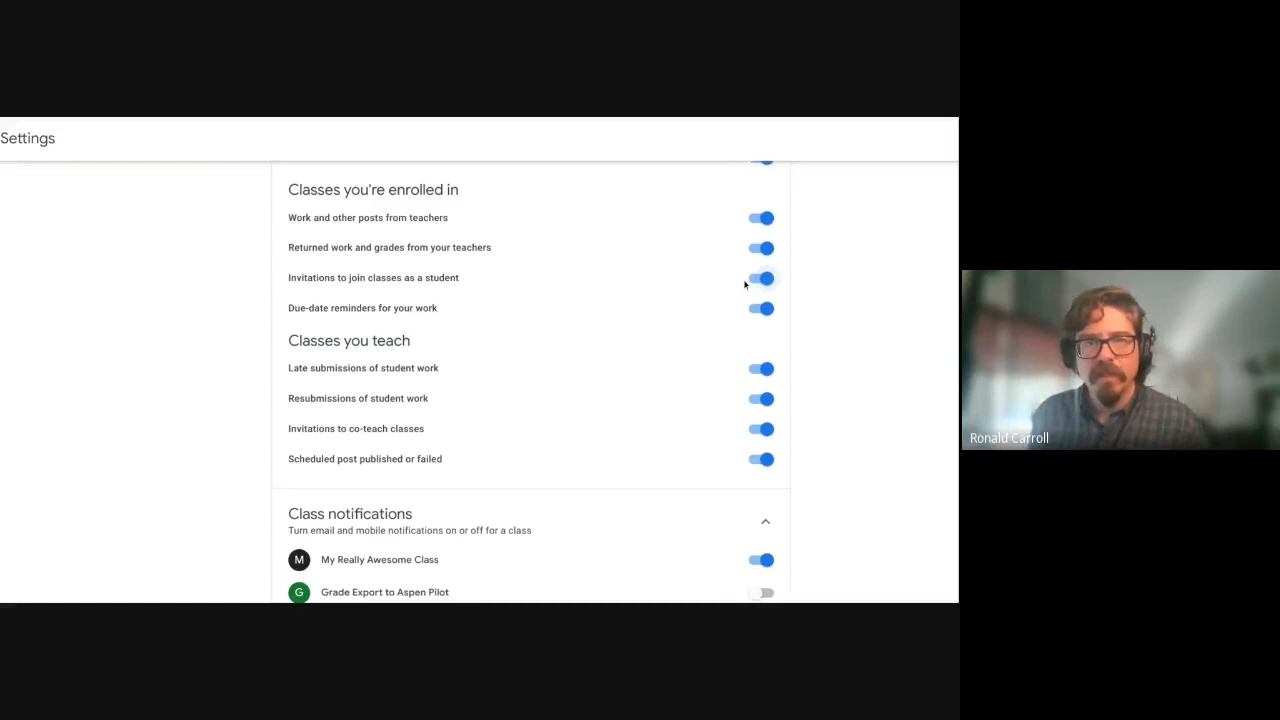 Settings
Classes you're enrolled in
Work and other posts from teachers
Returned work and grades from your teachers
Invitations to join classes as a student
Due-date reminders for your work
Classes you teach
Late submissions of student work
Resubmissions of student work
Invitations to co-teach classes
Scheduled post published or failed
Class notifications
Turn email and mobile notifications on or off for a class
M My Really Awesome Class
G Grade Export to Aspen Pilot
Ronald Carroll